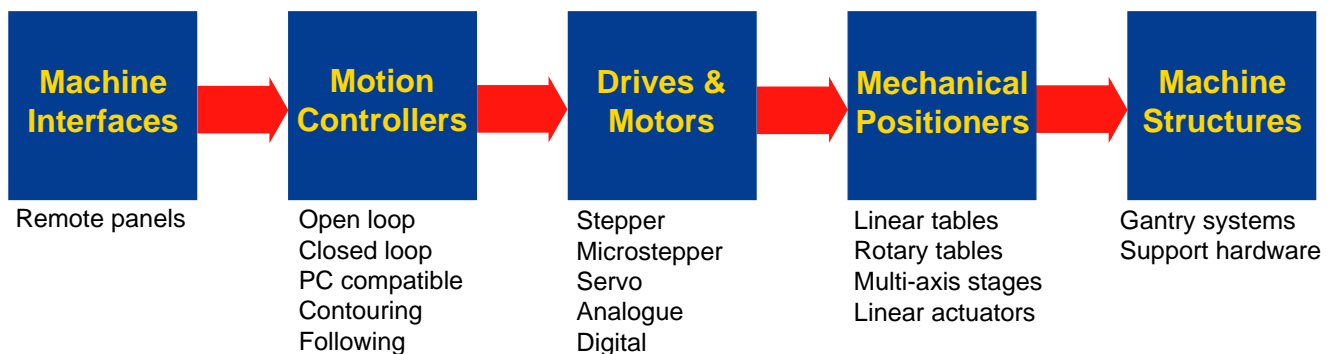 Machine
Interfaces
Remote panels
Motion
Controllers
Open loop
Closed loop
PC compatible
Contouring
Following
Drives &
Motors
Stepper
Microstepper
Servo
Analogue
Digital
Mechanical
Positioners
Linear tables
Rotary tables
Multi-axis stages
Linear actuators
Machine
Structures
Gantry systems
Support hardware